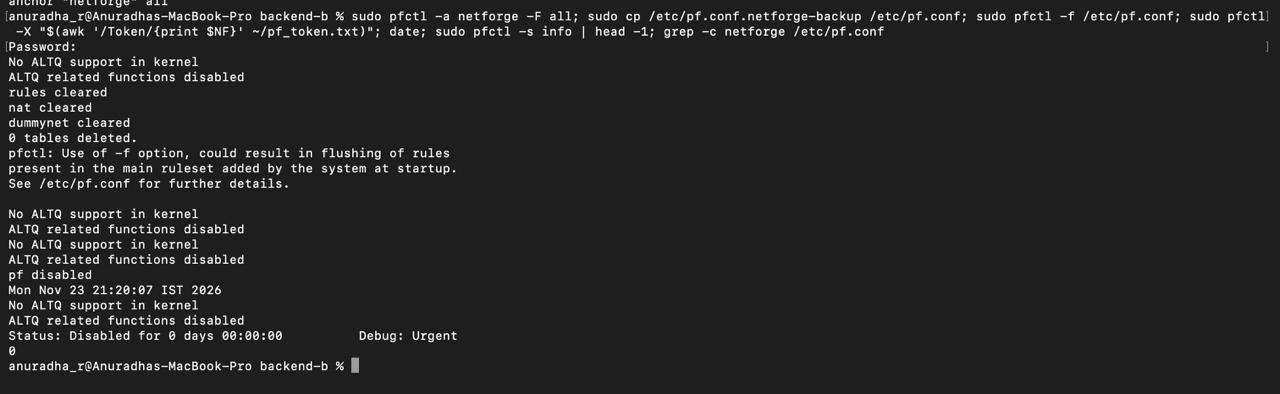 anchor "netforge" all
[anuradha_r@Anuradhas-MacBook-Pro backend-b % sudo pfctl -a netforge -F all; sudo cp /etc/pf.conf.netforge-backup /etc/pf.conf; sudo pfctl -f /etc/pf.conf; sudo pfctl]
 -X "$(awk '/Token/{print $NF}' ~/pf_token.txt)"; date; sudo pfctl -s info | head -1; grep -c netforge /etc/pf.conf
[Password: ]
No ALTQ support in kernel
ALTQ related functions disabled
rules cleared
nat cleared
dummynet cleared
0 tables deleted.
pfctl: Use of -f option, could result in flushing of rules
present in the main ruleset added by the system at startup.
See /etc/pf.conf for further details.
No ALTQ support in kernel
ALTQ related functions disabled
No ALTQ support in kernel
ALTQ related functions disabled
pf disabled
Mon Nov 23 21:20:07 IST 2026
No ALTQ support in kernel
ALTQ related functions disabled
Status: Disabled for 0 days 00:00:00 Debug: Urgent
0
anuradha_r@Anuradhas-MacBook-Pro backend-b %